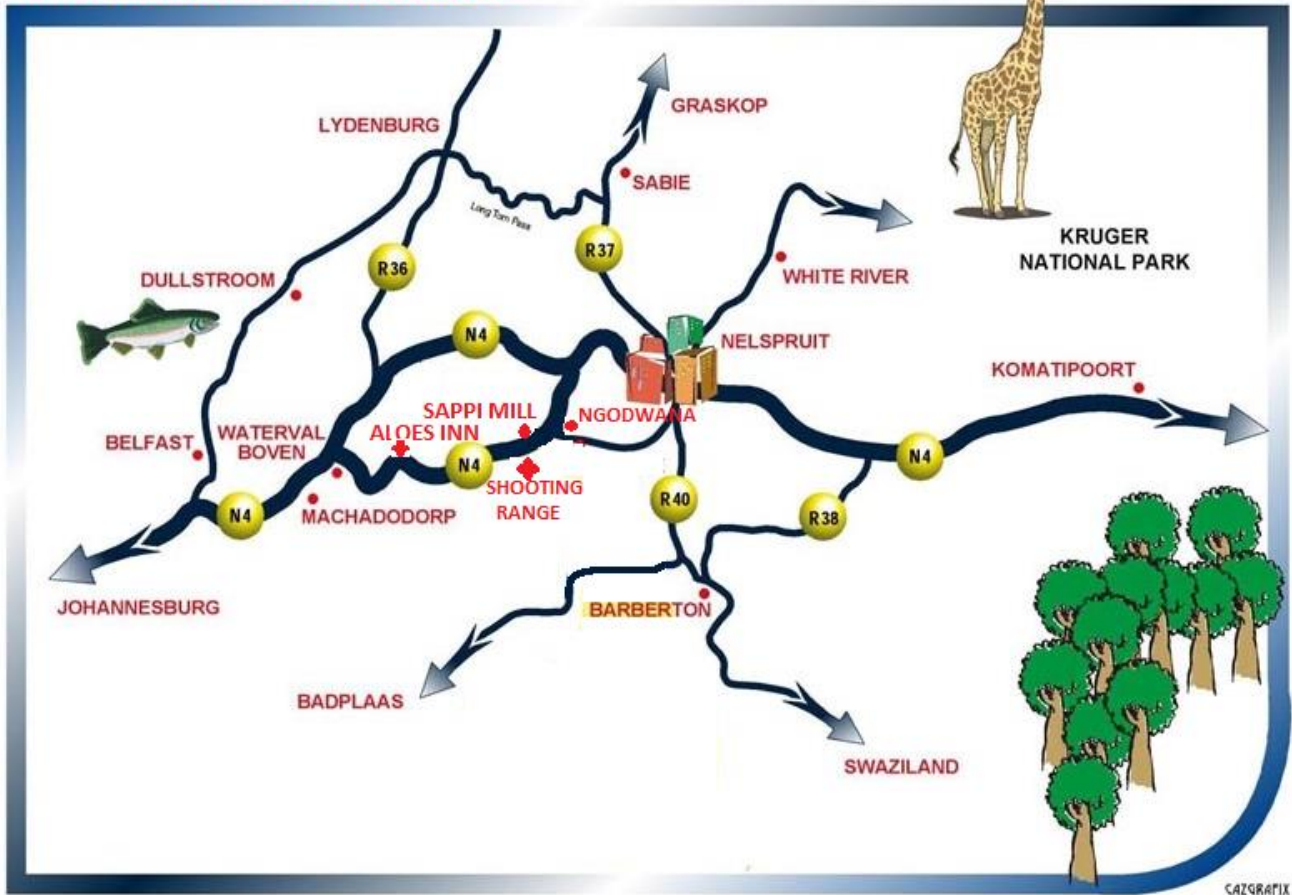 GRASKOP
LYDENBURG
SABIE
Long Tom Pass
R37
KRUGER
NATIONAL PARK
R36
DULLSTROOM
WHITE RIVER
N4
NELSPRUIT
KOMATIPOORT
SAPPI MILL
NGODWANA
ALOES INN
BELFAST
WATERVAL
BOVEN
N4
N4
SHOOTING
RANGE
R40
N4
MACHADODORP
R38
JOHANNESBURG
BARBERTON
BADPLAAS
SWAZILAND
CAZGRAFIX